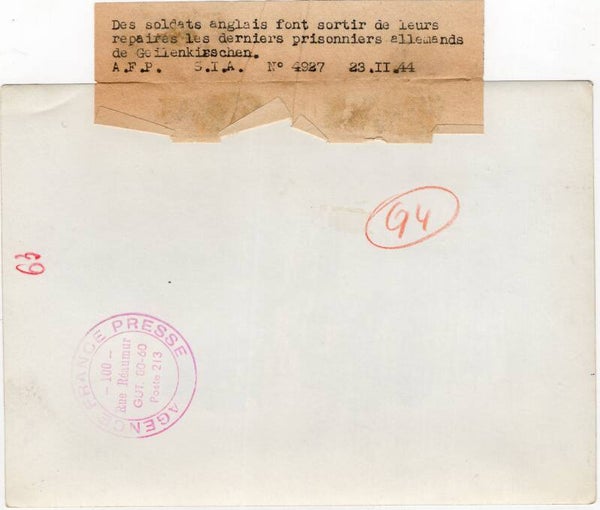 Des soldats anglais font sortir de leurs
repaires les derniers prisonniers allemands
de Geilenkirschen.
A.F.P. S.I.A. N° 4927 23.II.44
G4
63
AGENCE FRANCE PRESSE
- 100 -
Rue Réaumur
GUT. 80-60
Poste 213